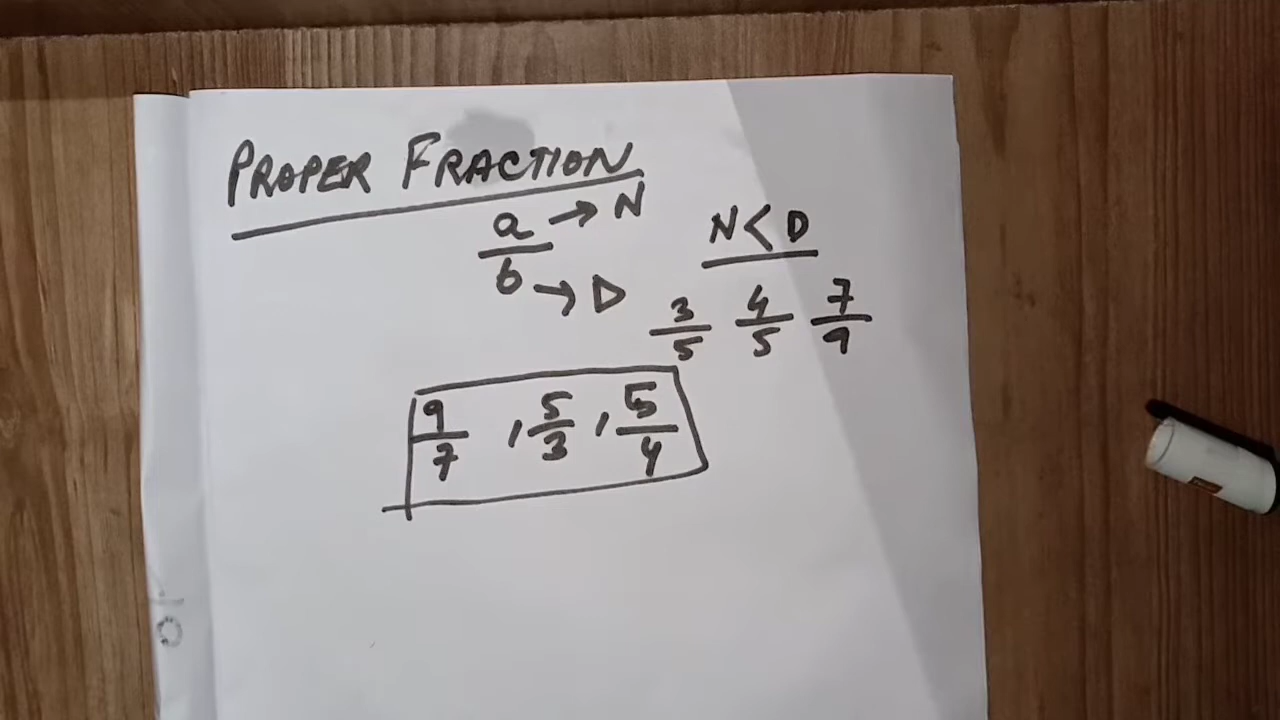 PROPER FRACTION
a/b
→ N
→ D
N < D
3/5 4/5 7/9
9/7 , 5/3 , 5/4